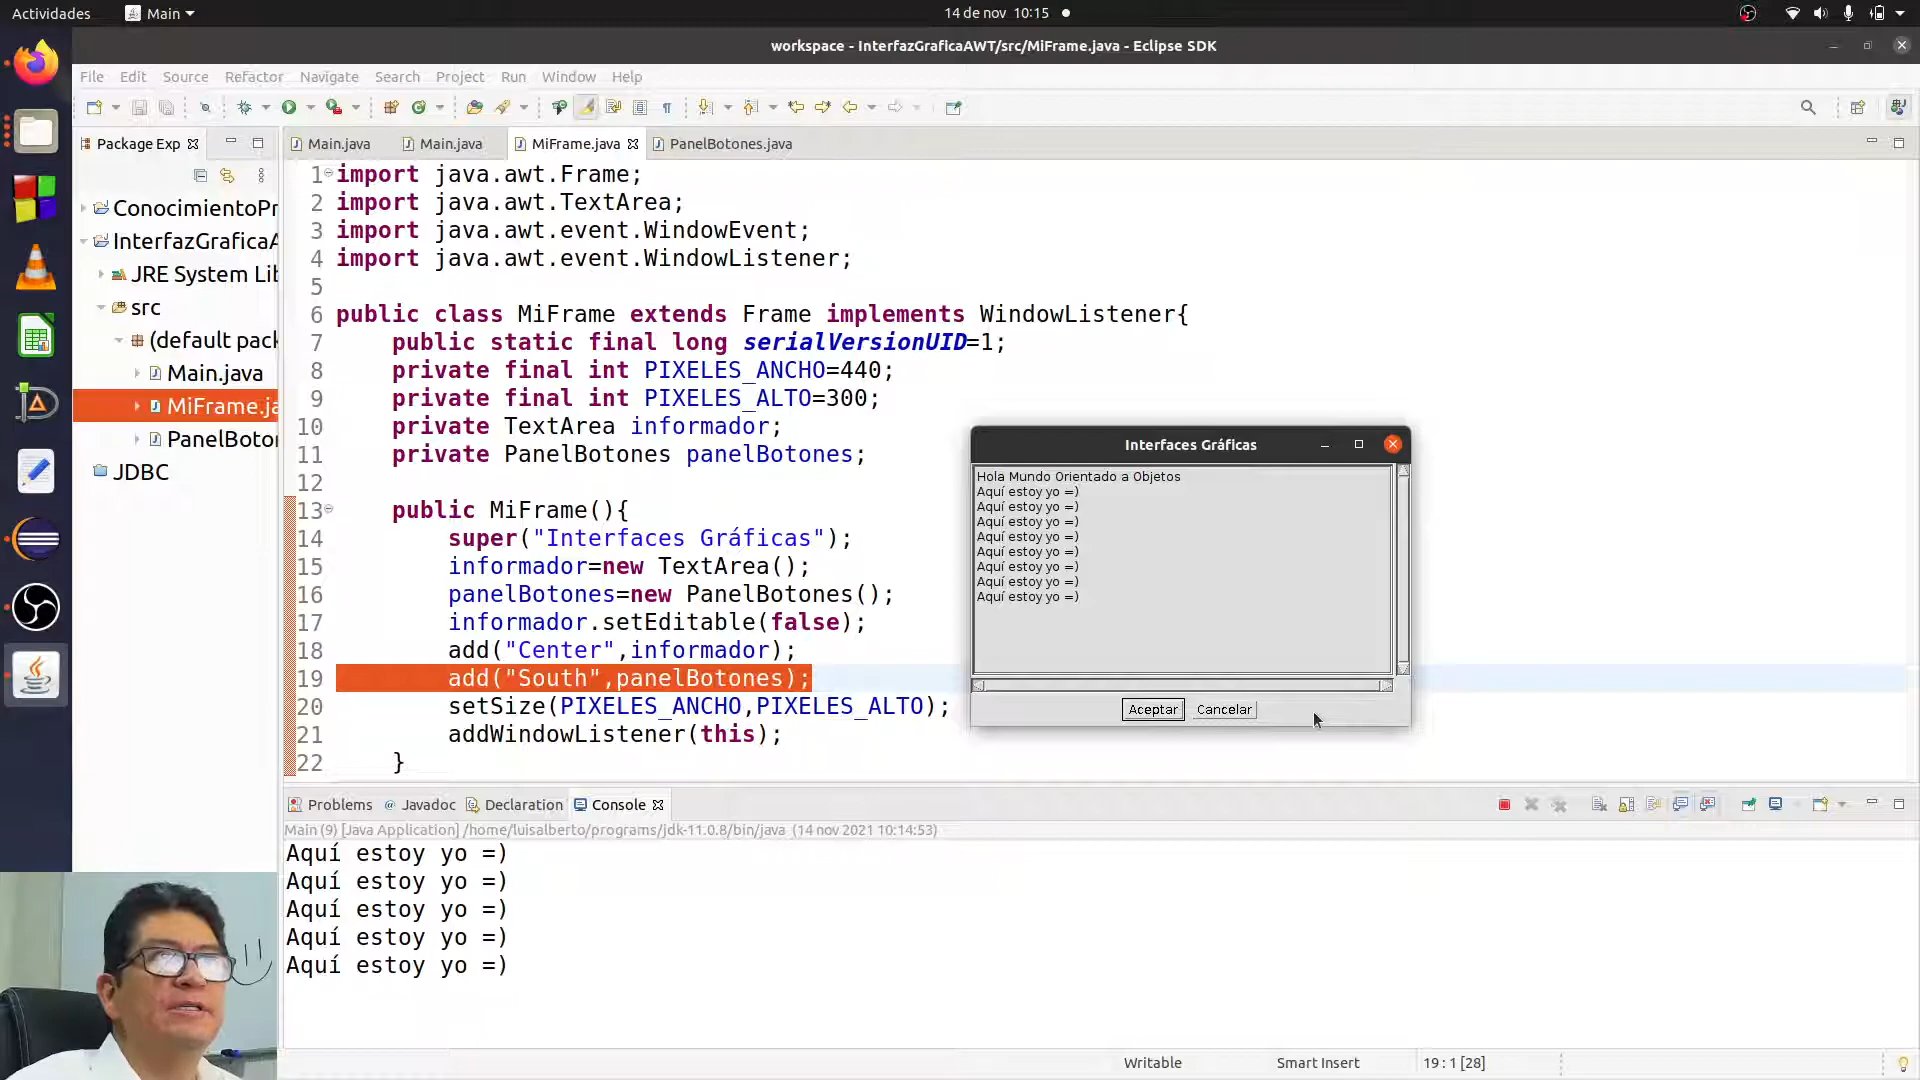 Actividades
Main
14 de nov 10:15
workspace - InterfazGraficaAWT/src/MiFrame.java - Eclipse SDK
File Edit Source Refactor Navigate Search Project Run Window Help
Package Exp
Main.java
Main.java
MiFrame.java
PanelBotones.java
ConocimientoPr
InterfazGraficaA
JRE System Lib
src
(default pack
Main.java
MiFrame.ja
PanelBoton
JDBC
1 import java.awt.Frame;
2 import java.awt.TextArea;
3 import java.awt.event.WindowEvent;
4 import java.awt.event.WindowListener;
5
6 public class MiFrame extends Frame implements WindowListener{
7 public static final long serialVersionUID=1;
8 private final int PIXELES_ANCHO=440;
9 private final int PIXELES_ALTO=300;
10 private TextArea informador;
11 private PanelBotones panelBotones;
12
13 public MiFrame(){
14 super("Interfaces Gráficas");
15 informador=new TextArea();
16 panelBotones=new PanelBotones();
17 informador.setEditable(false);
18 add("Center",informador);
19 add("South",panelBotones);
20 setSize(PIXELES_ANCHO,PIXELES_ALTO);
21 addWindowListener(this);
22 }
Interfaces Gráficas
Hola Mundo Orientado a Objetos
Aquí estoy yo =)
Aquí estoy yo =)
Aquí estoy yo =)
Aquí estoy yo =)
Aquí estoy yo =)
Aquí estoy yo =)
Aquí estoy yo =)
Aquí estoy yo =)
Aceptar Cancelar
Problems Javadoc Declaration Console
Main (9) [Java Application] /home/luisalberto/programs/jdk-11.0.8/bin/java (14 nov 2021 10:14:53)
Aquí estoy yo =)
Aquí estoy yo =)
Aquí estoy yo =)
Aquí estoy yo =)
Aquí estoy yo =)
Writable Smart Insert 19 : 1 [28]